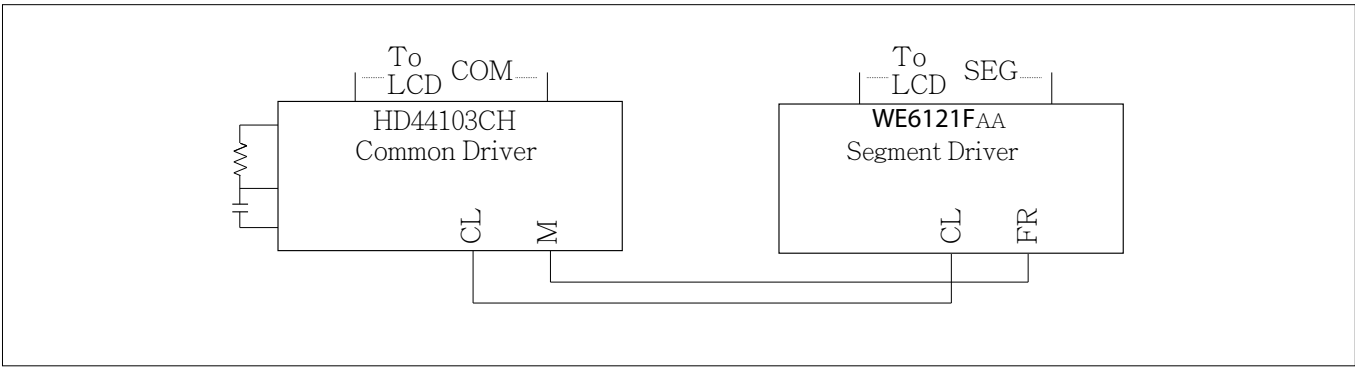 To
LCD COM
HD44103CH
Common Driver
CL
M
To
LCD SEG
WE6121FAA
Segment Driver
CL
FR